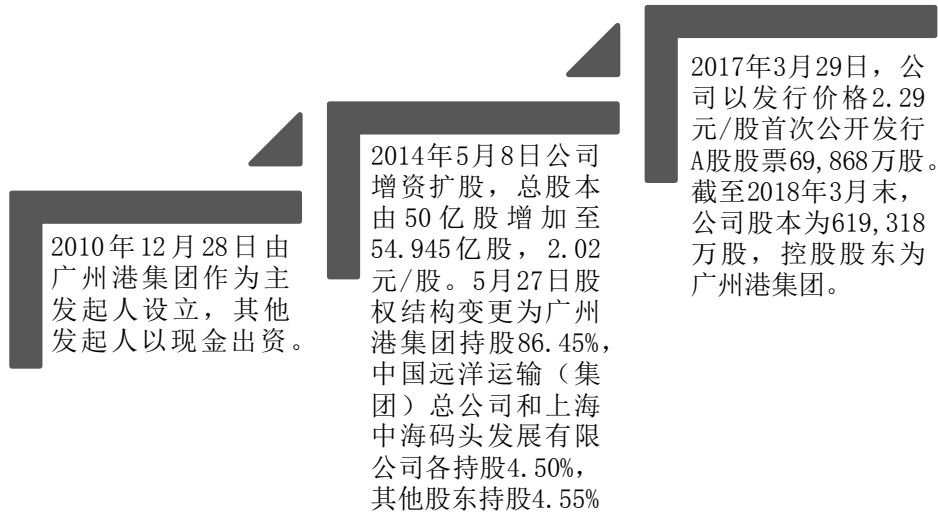 2010年12月28日由
广州港集团作为主
发起人设立，其他
发起人以现金出资。
2014年5月8日公司
增资扩股，总股本
由50亿股增加至
54.945亿股，2.02
元/股。5月27日股
权结构变更为广州
港集团持股86.45%，
中国远洋运输（集
团）总公司和上海
中海码头发展有限
公司各持股4.50%，
其他股东持股4.55%
2017年3月29日，公
司以发行价格2.29
元/股首次公开发行
A股股票69,868万股。
截至2018年3月末，
公司股本为619,318
万股，控股股东为
广州港集团。